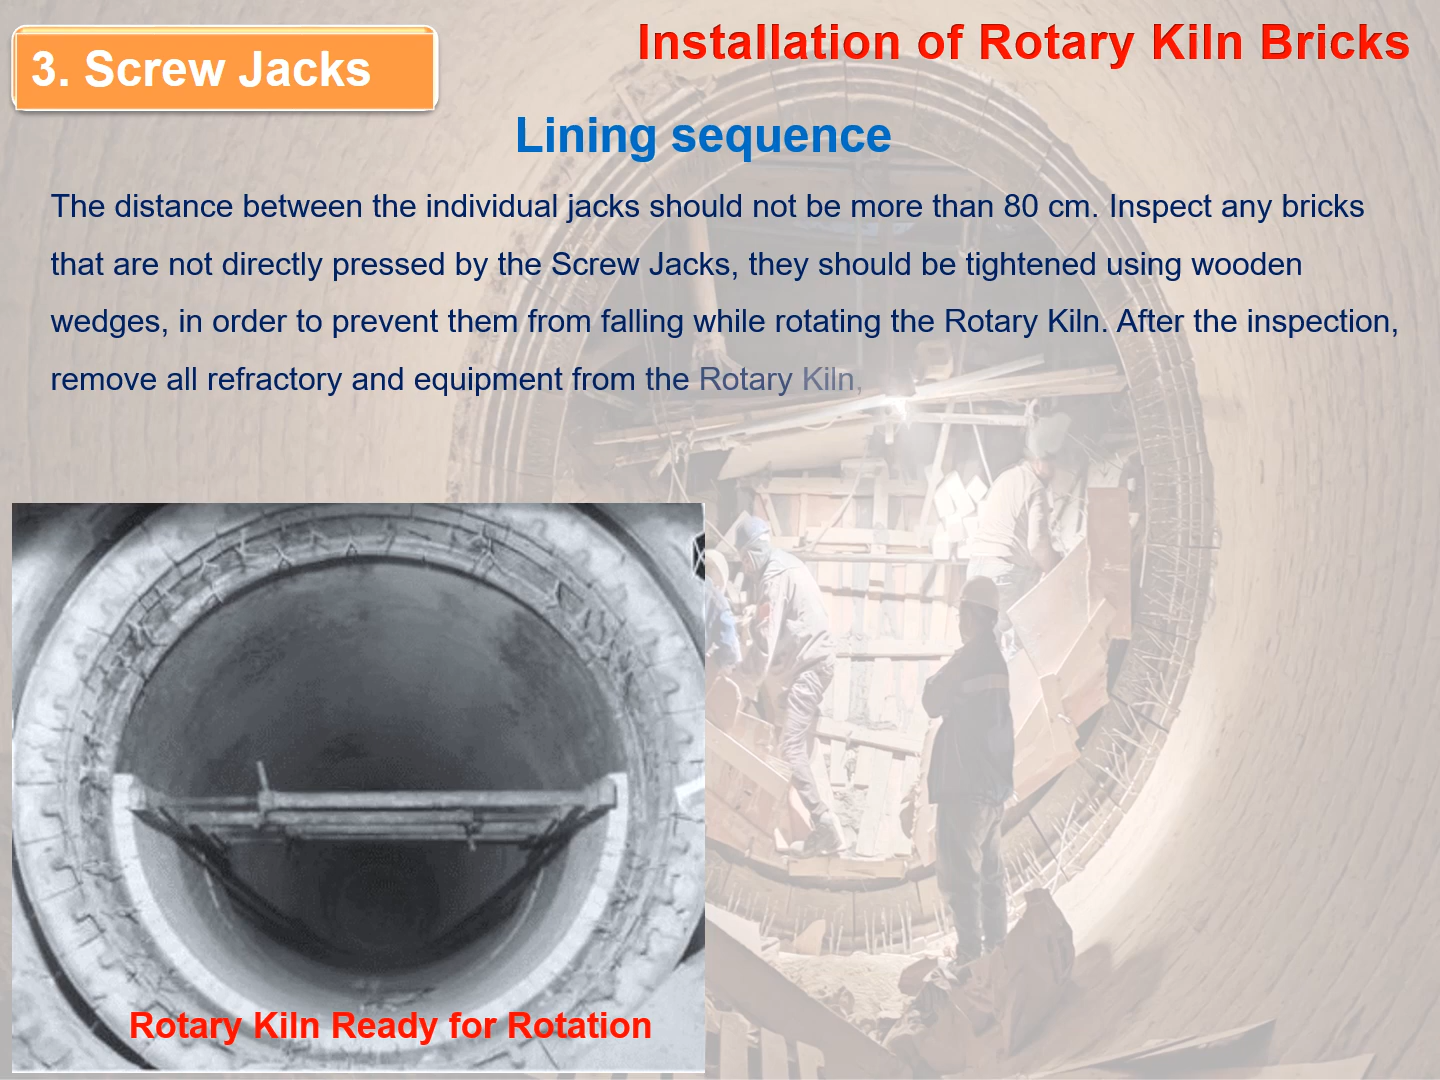 3. Screw Jacks
Installation of Rotary Kiln Bricks
Lining sequence
The distance between the individual jacks should not be more than 80 cm. Inspect any bricks
that are not directly pressed by the Screw Jacks, they should be tightened using wooden
wedges, in order to prevent them from falling while rotating the Rotary Kiln. After the inspection,
remove all refractory and equipment from the Rotary Kiln,
Rotary Kiln Ready for Rotation